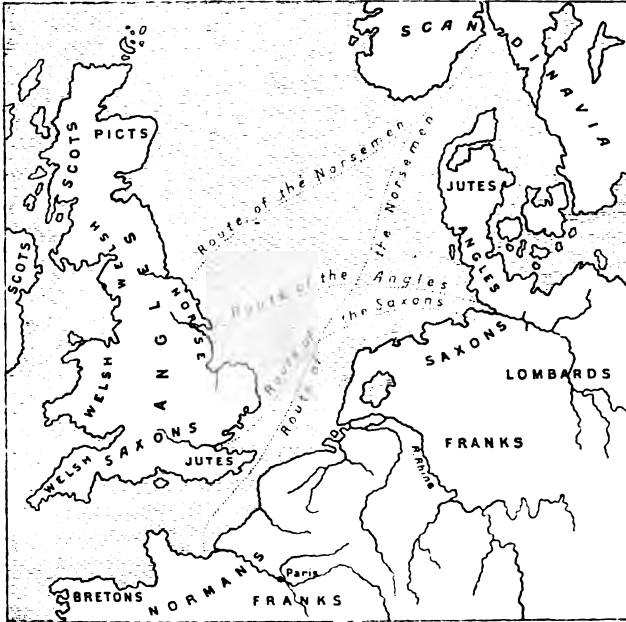 SCANDINAVIA
PICTS
SCOTS
JUTES
Route of the Norsemen
Route of the Norsemen
WELSH
ANGLES
ANGLES
SCOTS
NORSE
Route of the Angles
Route of the Saxons
SAXONS
WELSH
LOMBARDS
SAXONS
FRANKS
WELSH
JUTES
R. Rhine
Paris
BRETONS
NORMANS
FRANKS